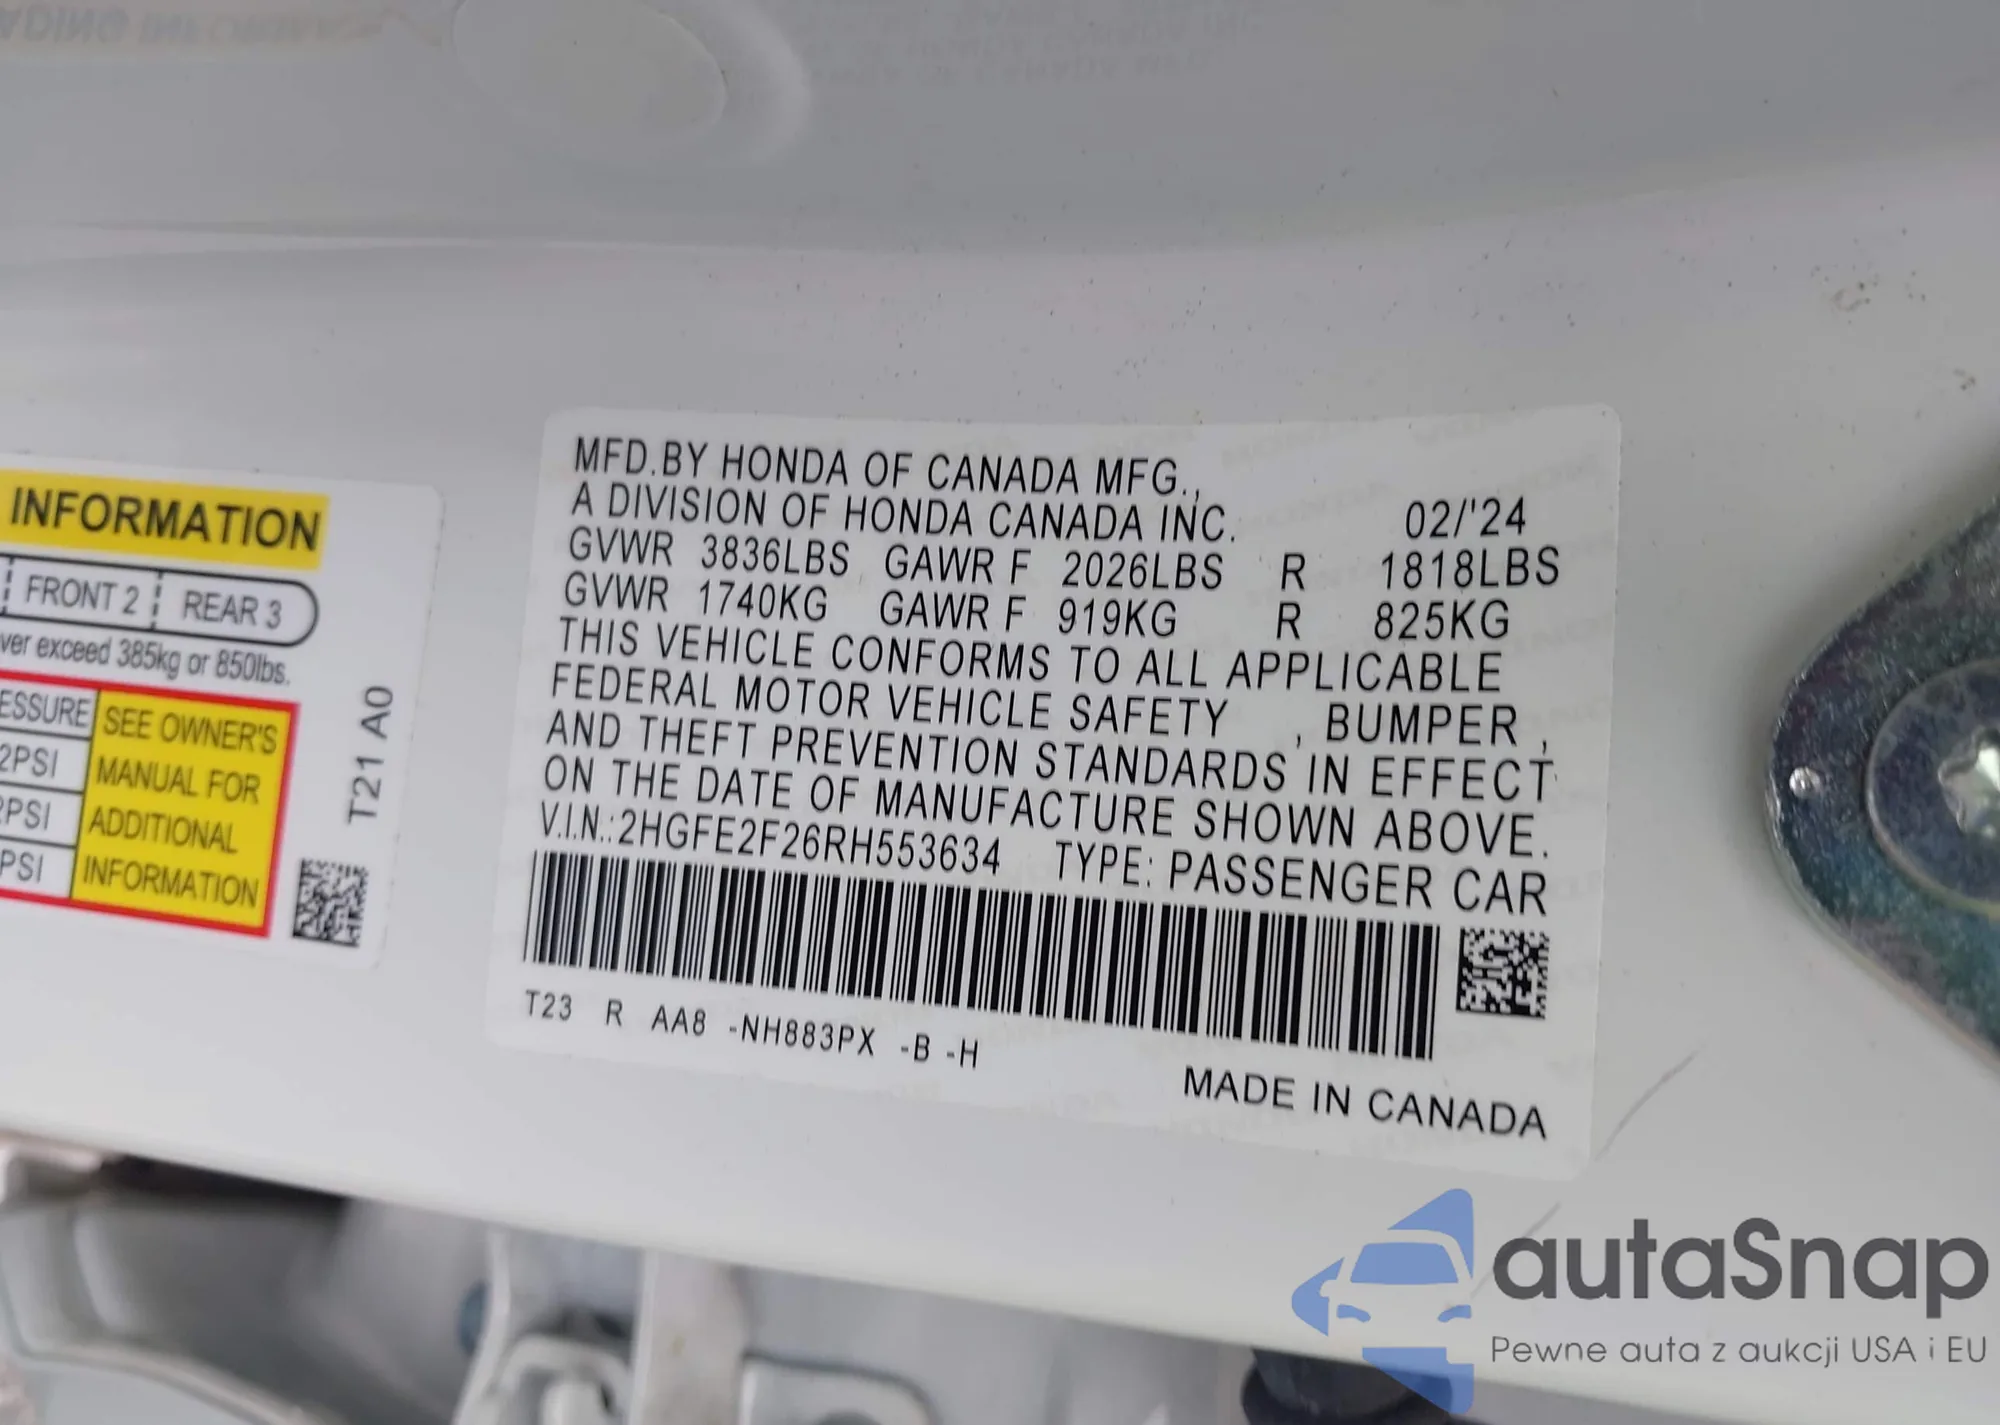 INFORMATION
FRONT 2 REAR 3
ver exceed 385kg or 850lbs.
ESSURE
2PSI
2PSI
PSI
SEE OWNER'S
MANUAL FOR
ADDITIONAL
INFORMATION
T21 A0
MFD.BY HONDA OF CANADA MFG.,
A DIVISION OF HONDA CANADA INC. 02/'24
GVWR 3836LBS GAWR F 2026LBS R 1818LBS
GVWR 1740KG GAWR F 919KG R 825KG
THIS VEHICLE CONFORMS TO ALL APPLICABLE
FEDERAL MOTOR VEHICLE SAFETY , BUMPER ,
AND THEFT PREVENTION STANDARDS IN EFFECT
ON THE DATE OF MANUFACTURE SHOWN ABOVE.
V.I.N.:2HGFE2F26RH553634 TYPE: PASSENGER CAR
T23 R AA8 -NH883PX -B -H
MADE IN CANADA
autaSnap
Pewne auta z aukcji USA i EU